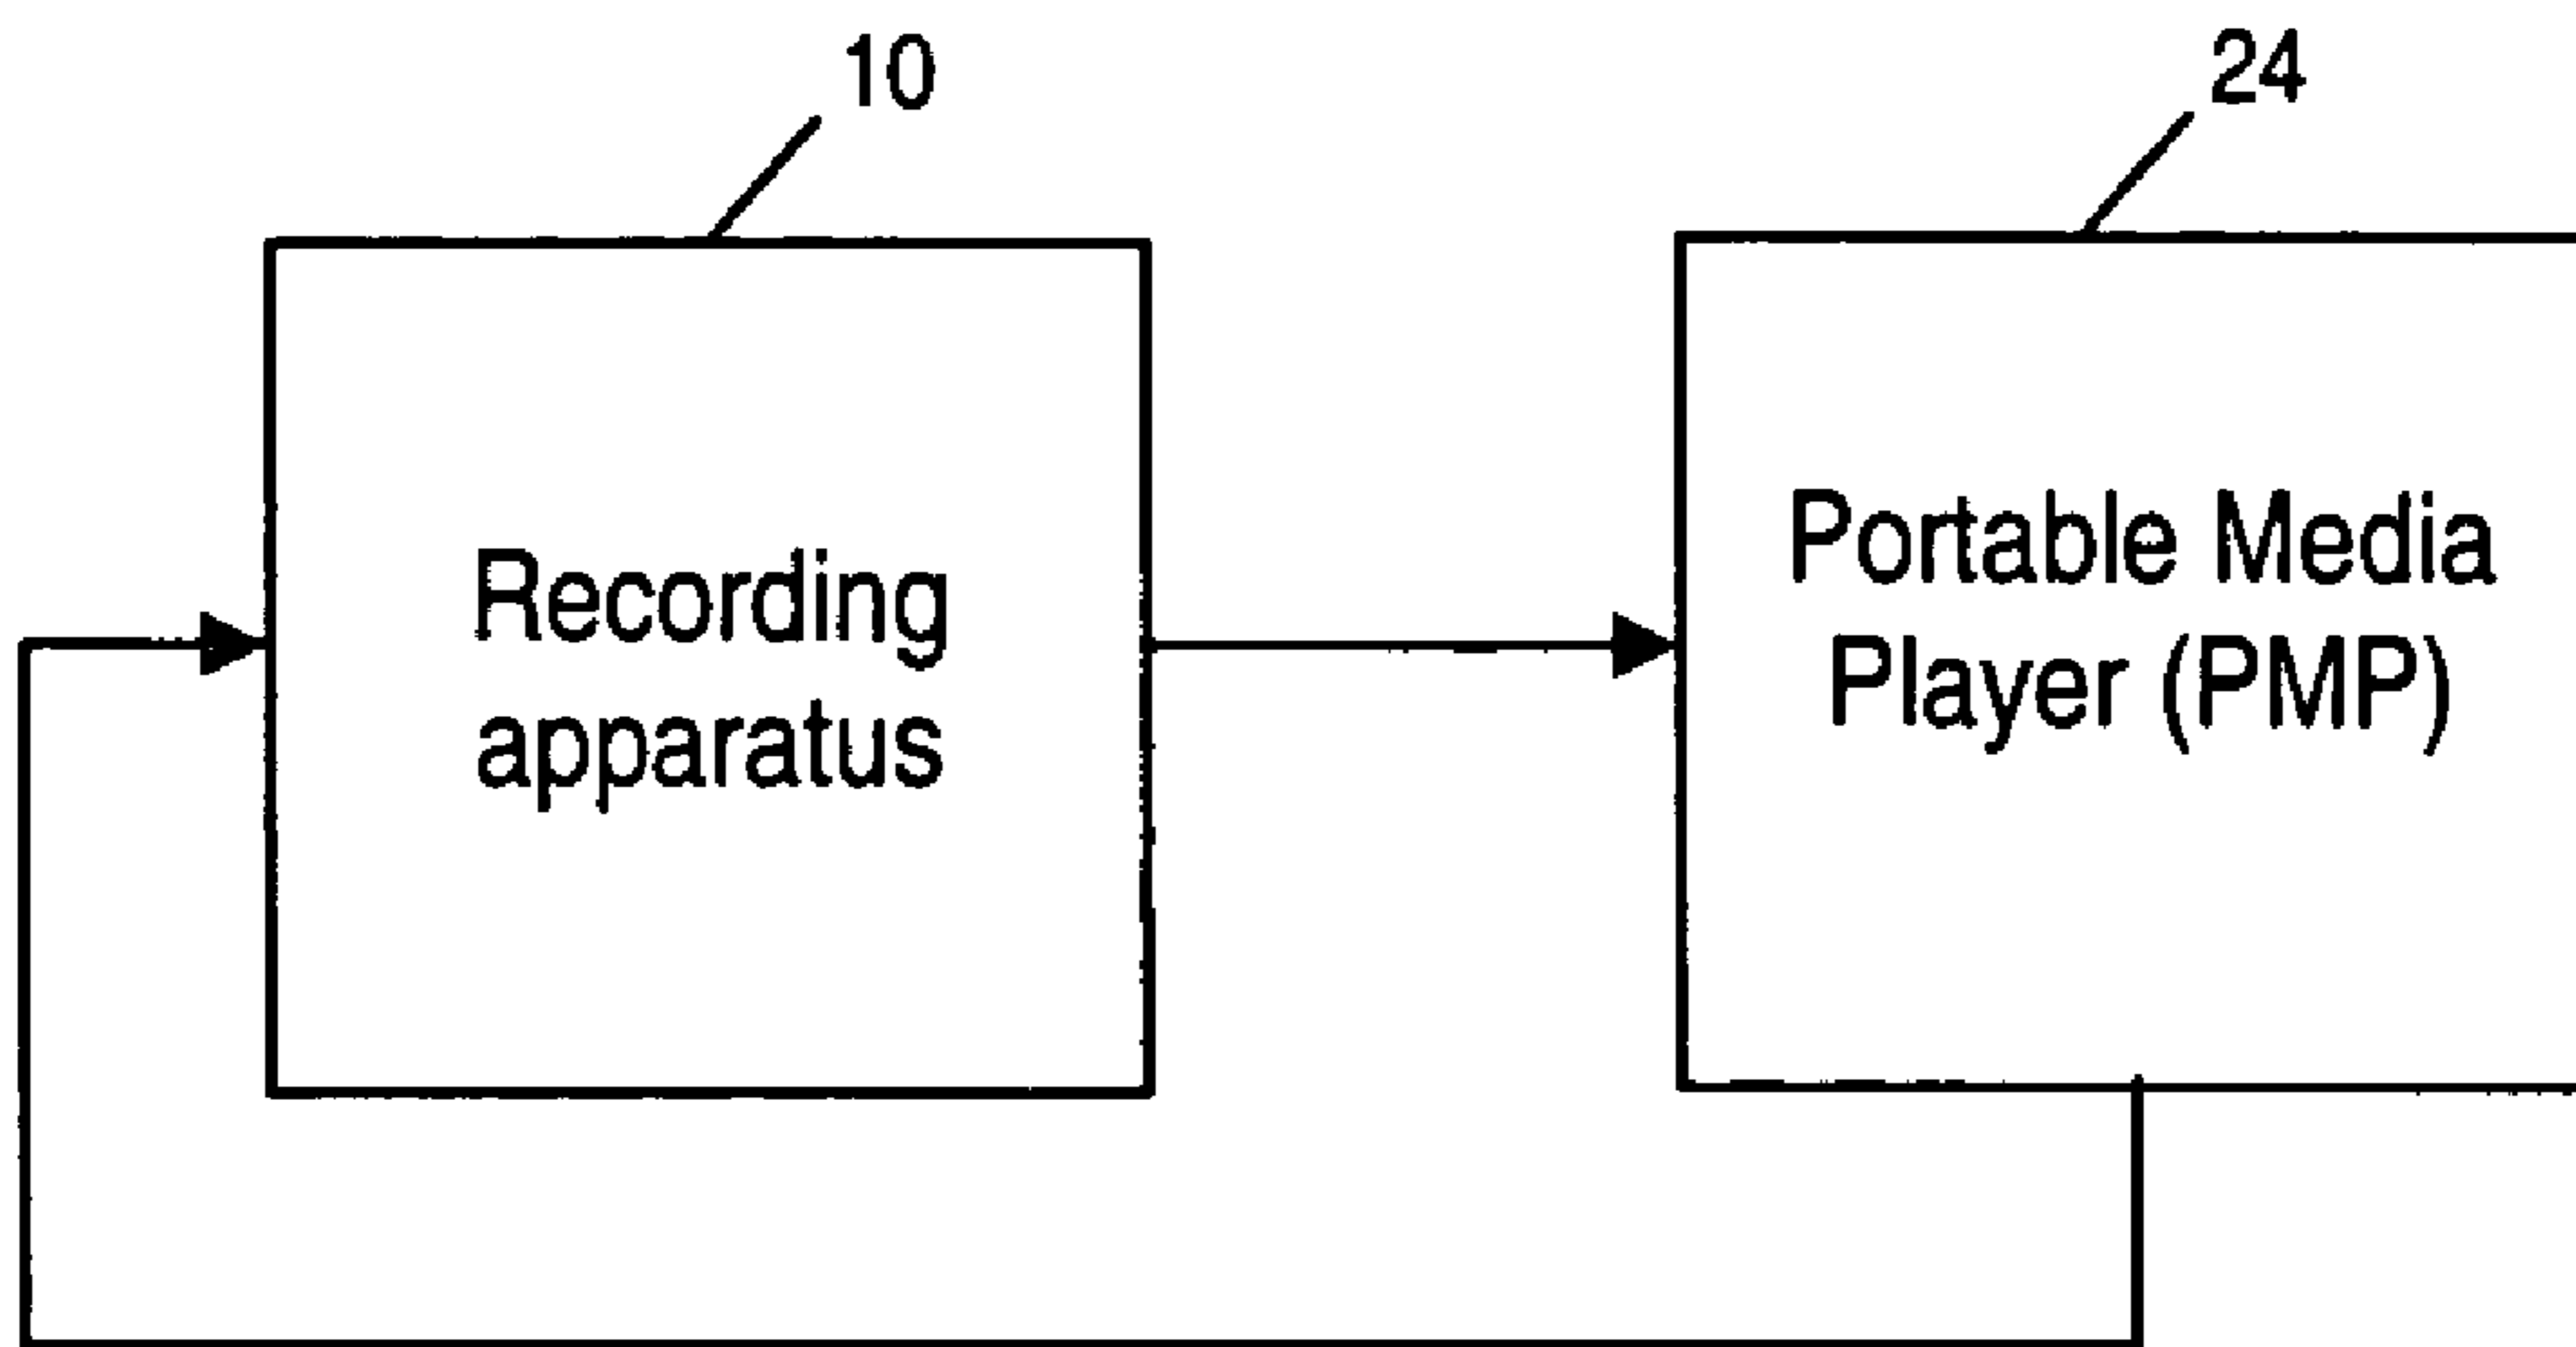 10
24
Recording
apparatus
Portable Media
Player (PMP)